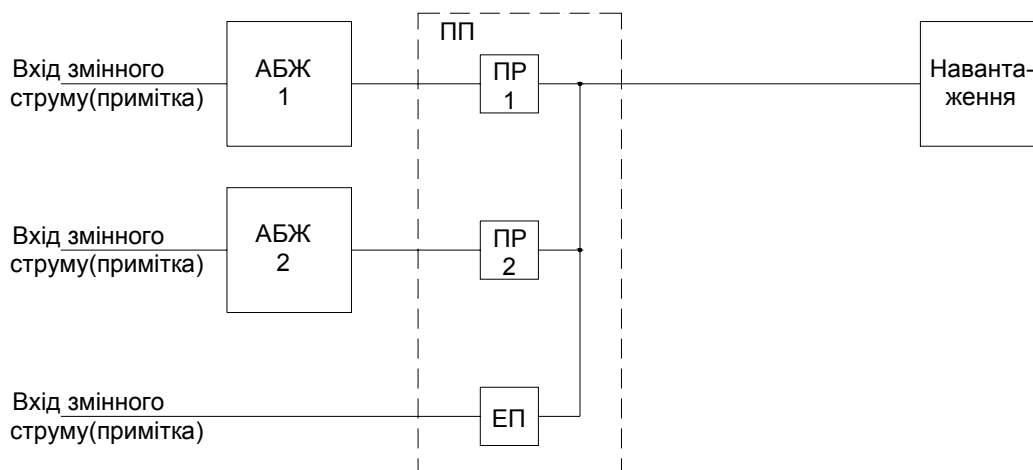 ПП
Вхід змінного
струму(примітка)
АБЖ
1
ПР
1
Наванта-
ження
Вхід змінного
струму(примітка)
АБЖ
2
ПР
2
Вхід змінного
струму(примітка)
ЕП